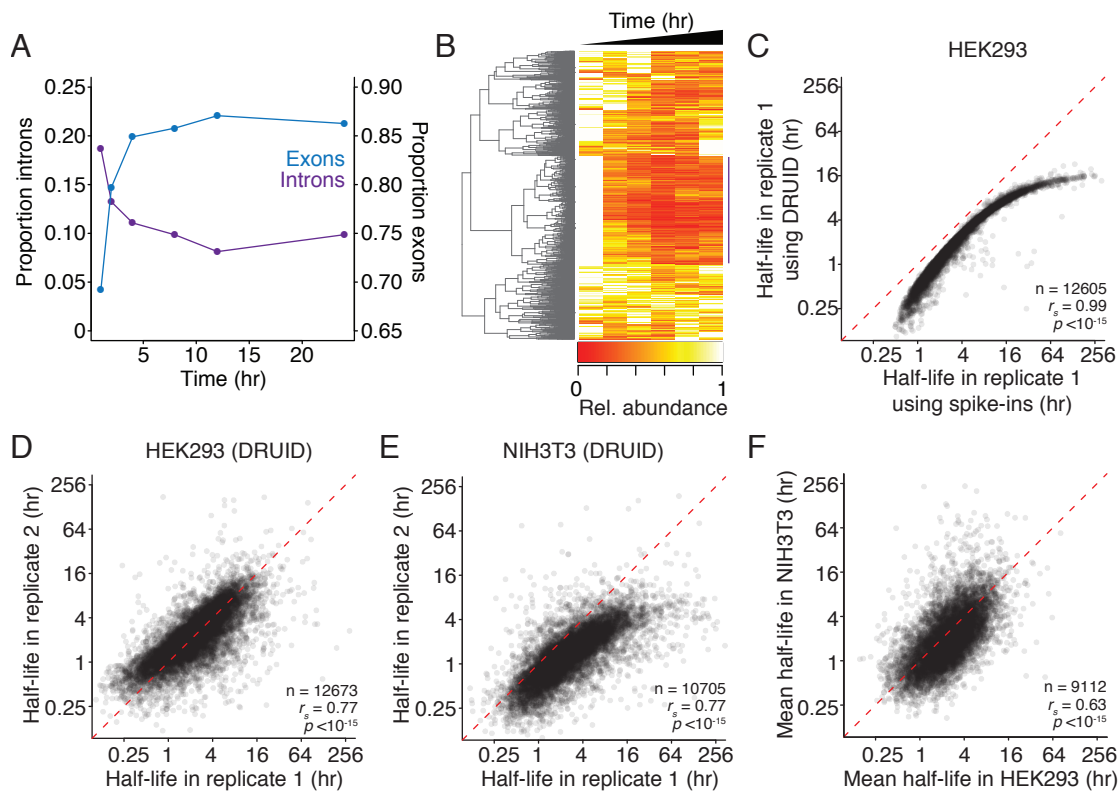 A
0.25
0.20
0.15
0.10
0.05
0
Proportion introns
0.90
0.85
0.80
0.75
0.70
0.65
Proportion exons
Exons
Introns
5
10
15
20
Time (hr)
B
Time (hr)
0
1
Rel. abundance
C
HEK293
256
64
16
4
1
0.25
Half-life in replicate 1
using DRUID (hr)
n = 12605
rₛ = 0.99
p <10⁻¹⁵
0.25
1
4
16
64
256
Half-life in replicate 1
using spike-ins (hr)
D
HEK293 (DRUID)
256
64
16
4
1
0.25
Half-life in replicate 2 (hr)
n = 12673
rₛ = 0.77
p <10⁻¹⁵
0.25
1
4
16
64
256
Half-life in replicate 1 (hr)
E
NIH3T3 (DRUID)
256
64
16
4
1
0.25
Half-life in replicate 2 (hr)
n = 10705
rₛ = 0.77
p <10⁻¹⁵
0.25
1
4
16
64
256
Half-life in replicate 1 (hr)
F
256
64
16
4
1
0.25
Mean half-life in NIH3T3 (hr)
n = 9112
rₛ = 0.63
p <10⁻¹⁵
0.25
1
4
16
64
256
Mean half-life in HEK293 (hr)